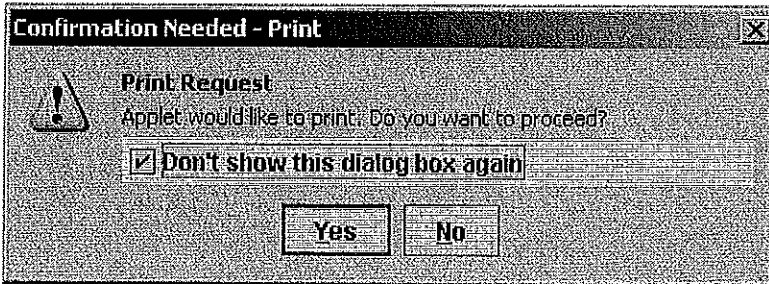 Confirmation Needed - Print
Print Request
Applet would like to print. Do you want to proceed?
Don't show this dialog box again
Yes No